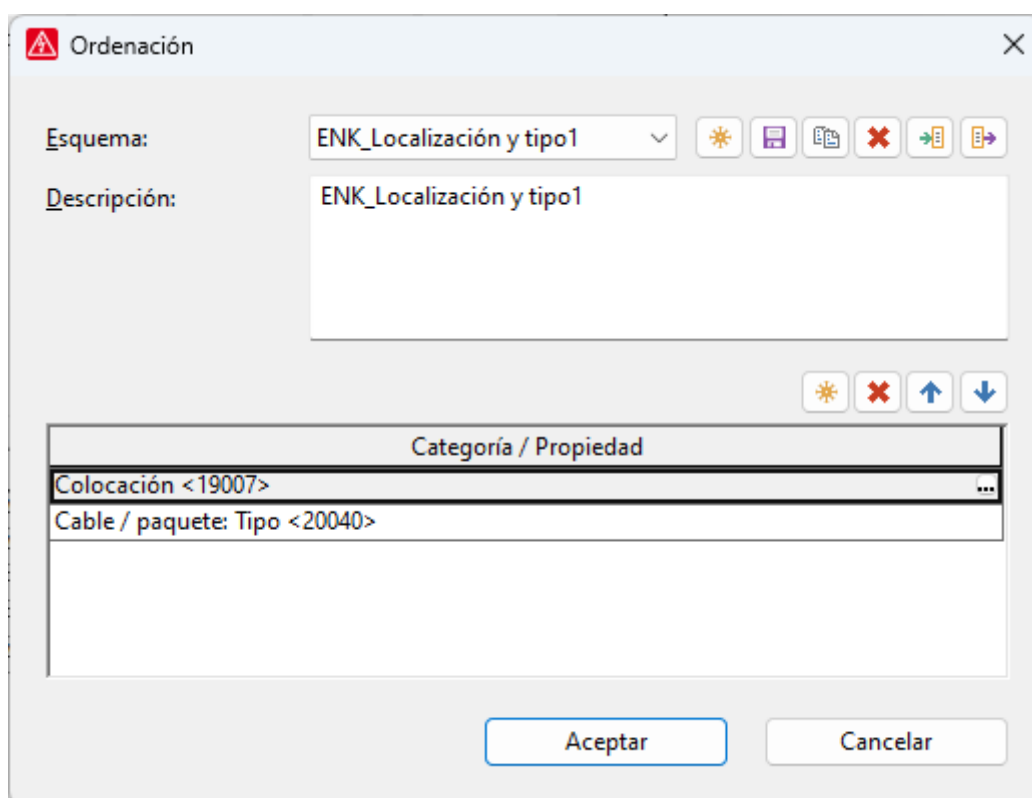 Ordenación
Esquema: ENK_Localización y tipo1
Descripción: ENK_Localización y tipo1
Categoría / Propiedad
Colocación <19007> ...
Cable / paquete: Tipo <20040>
Aceptar Cancelar